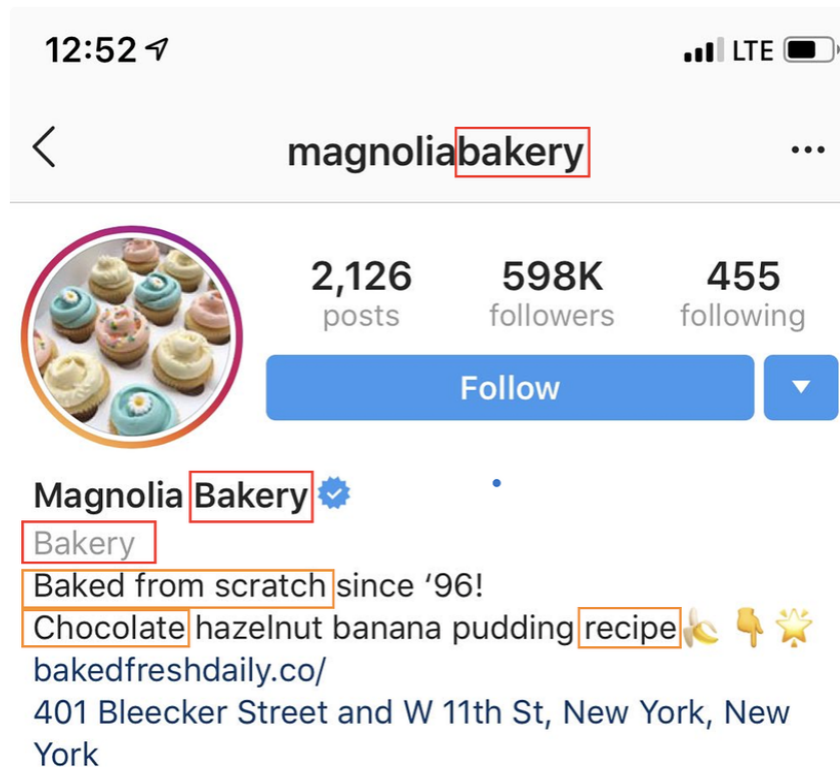 12:52 LTE
magnoliabakery
2,126 598K 455
posts followers following
Follow
Magnolia Bakery
Bakery
Baked from scratch since ‘96!
Chocolate hazelnut banana pudding recipe🍌👇🌟
bakedfreshdaily.co/
401 Bleecker Street and W 11th St, New York, New
York